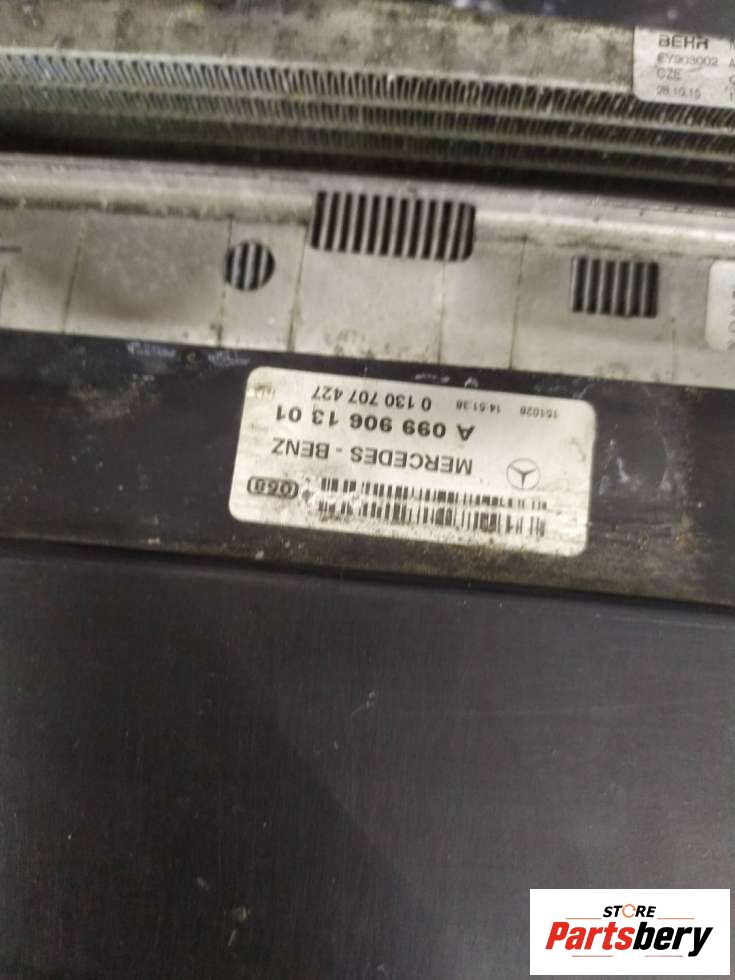 BEHR
EY903002
CZE
28.10.15
151028 14:51:38 0 130 707 427
A 099 906 13 01
MERCEDES - BENZ
068
STORE
Partsbery